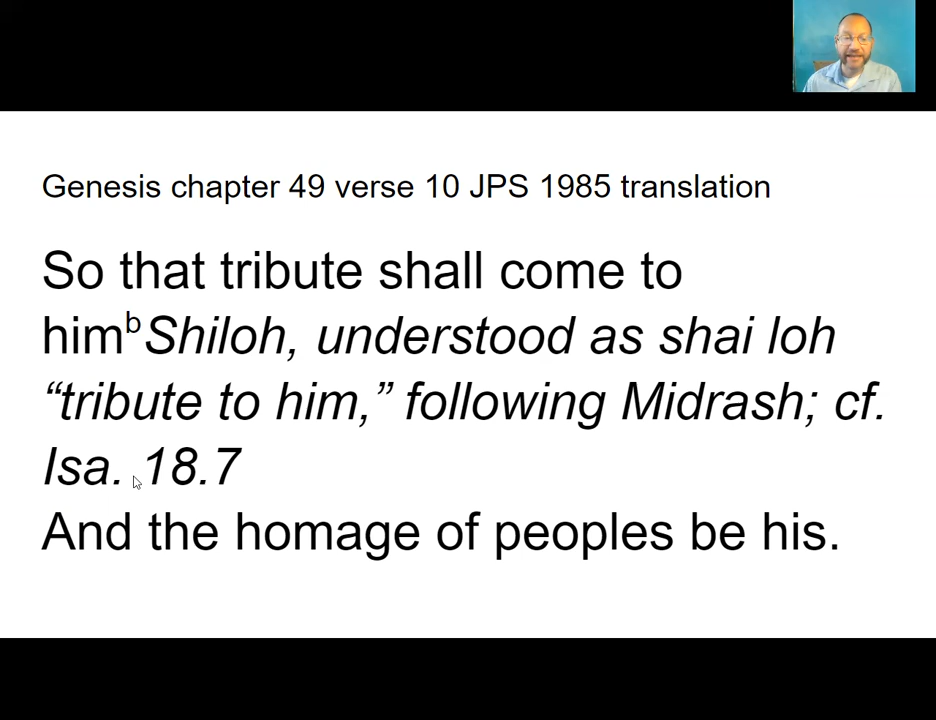 Genesis chapter 49 verse 10 JPS 1985 translation
So that tribute shall come to
himᵇShiloh, understood as shai loh
“tribute to him,” following Midrash; cf.
Isa. 18.7
And the homage of peoples be his.